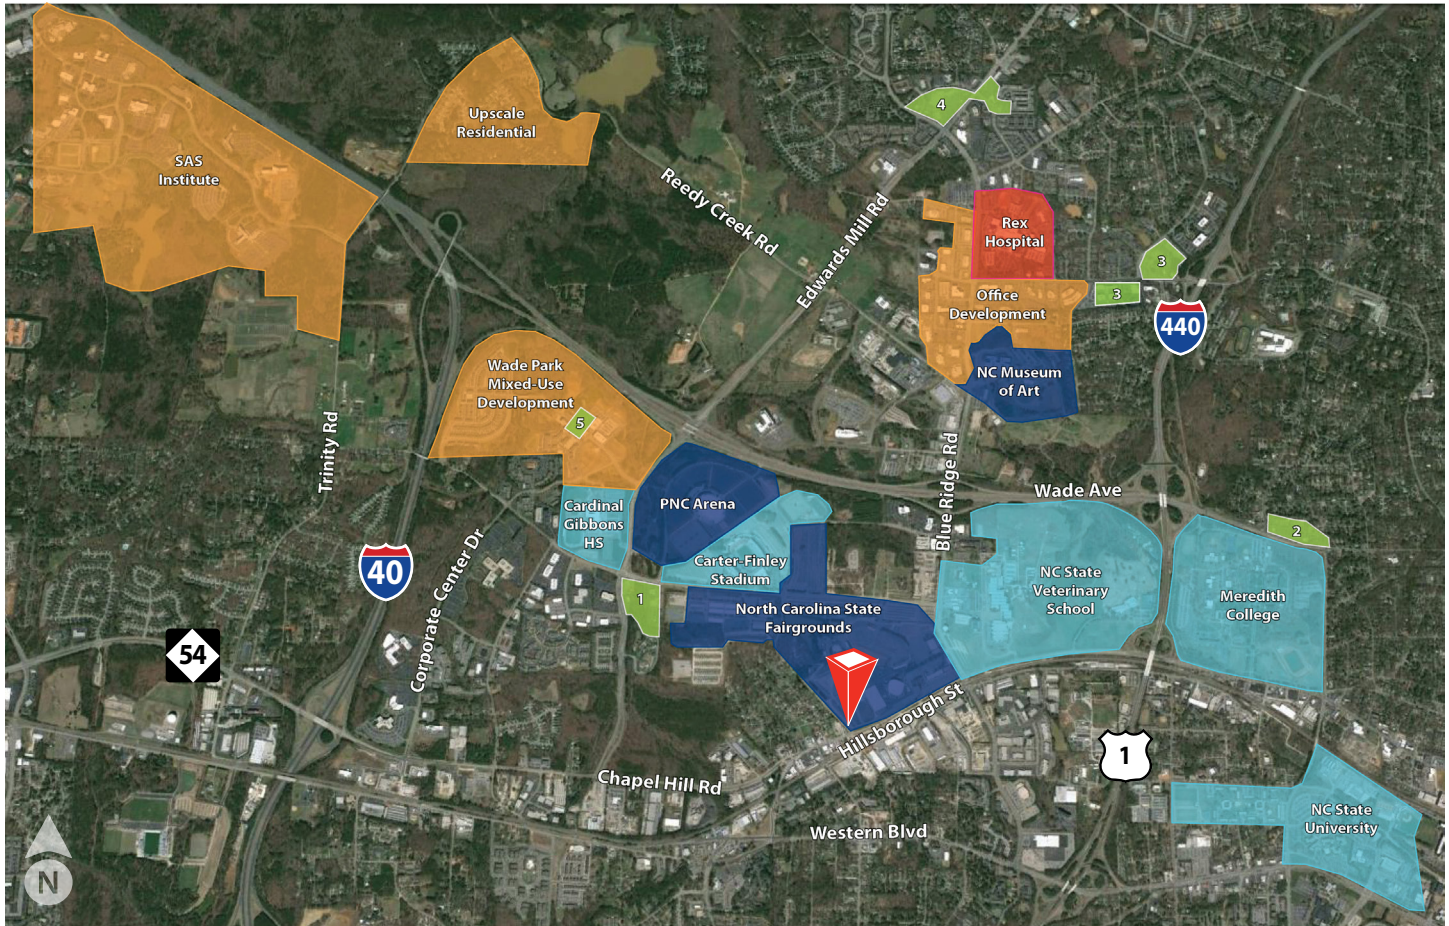 Upscale
Residential
4
SAS
Institute
Reedy Creek Rd
Edwards Mill Rd
Rex
Hospital
3
3
Office
Development
440
Wade Park
Mixed-Use
Development
NC Museum
of Art
5
Trinity Rd
Blue Ridge Rd
Wade Ave
PNC Arena
Cardinal
Gibbons
HS
2
Corporate Center Dr
40
Carter-Finley
Stadium
NC State
Veterinary
School
Meredith
College
1
North Carolina State
Fairgrounds
54
Hillsborough St
1
Chapel Hill Rd
Western Blvd
NC State
University
N